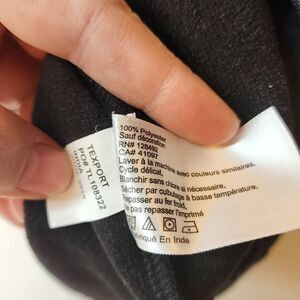 100% Polyester
Sauf décoration
RN# 128492
CA# 41097
Laver à la machine avec couleurs similaires,
Cycle délicat,
Blanchir sans chlore si nécessaire,
Sécher par culbutage à basse température,
Repasser au fer froid,
Ne pas repasser l'imprimé
briqué En Inde
TEXPORT
PO# TL108322